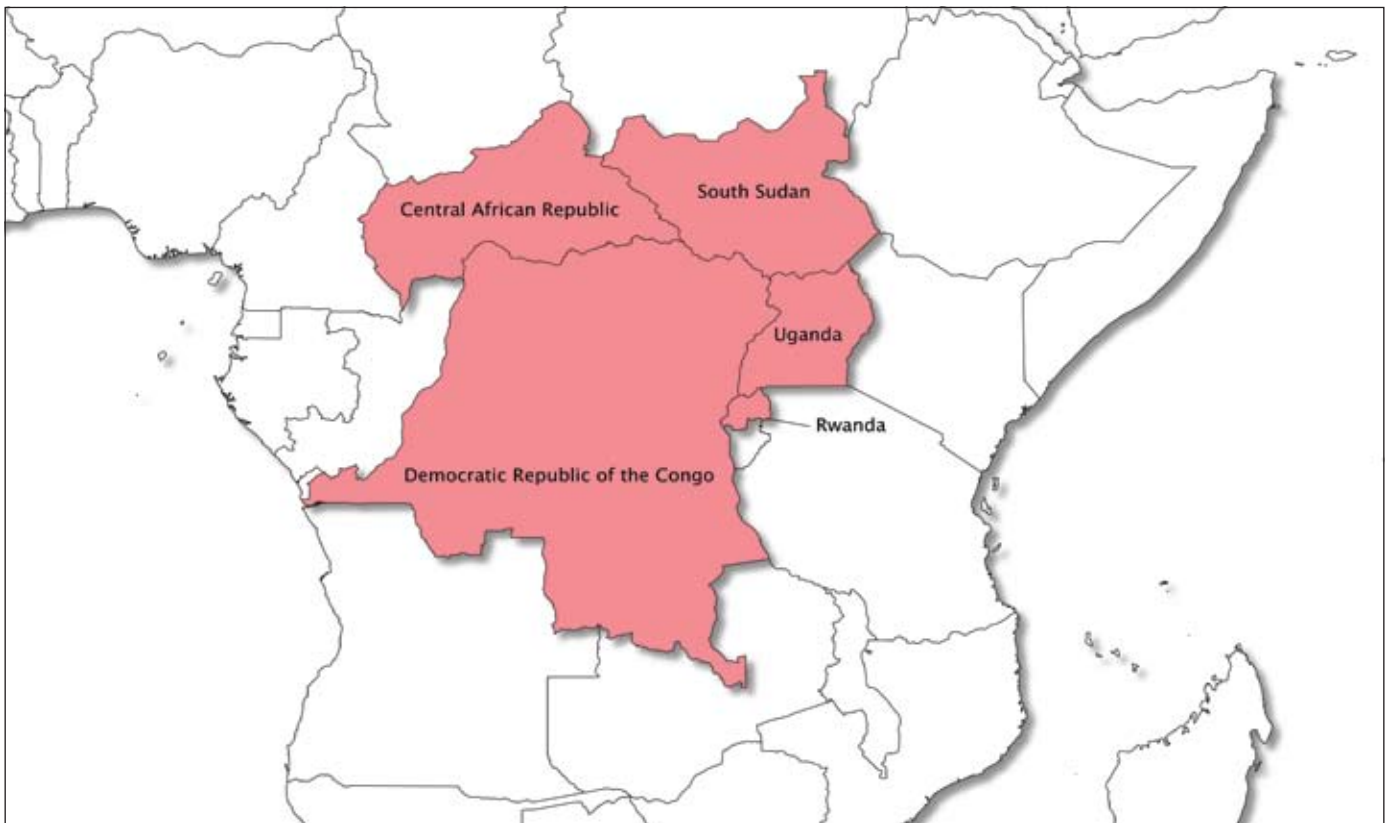 South Sudan
Central African Republic
Uganda
Rwanda
Democratic Republic of the Congo